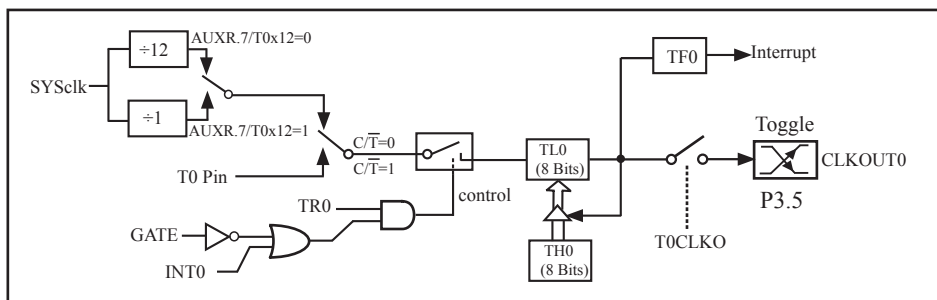 ÷12
AUXR.7/T0x12=0
SYSclk
÷1
AUXR.7/T0x12=1
T0 Pin
C/T̅=0
C/T̅=1
TR0
control
GATE
INT0
TL0
(8 Bits)
TH0
(8 Bits)
TF0
Interrupt
Toggle
CLKOUT0
P3.5
T0CLKO